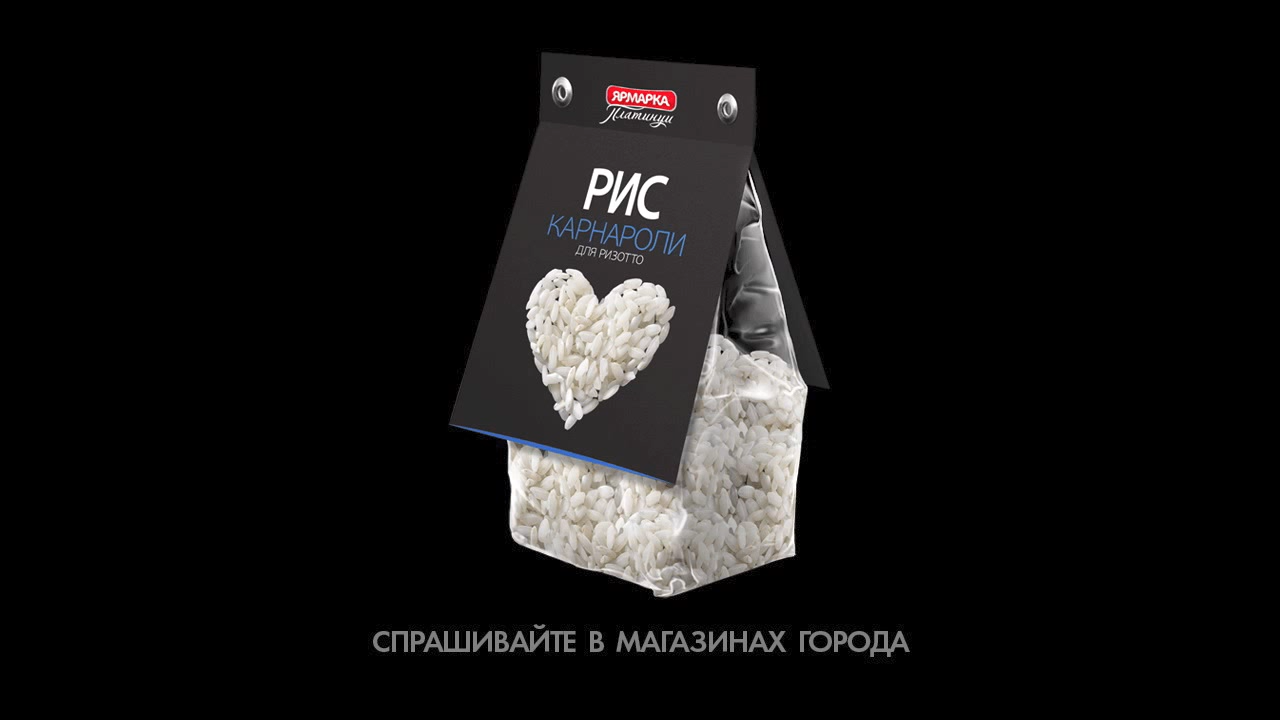 ЯРМАРКА
Платинум
РИС
КАРНАРОЛИ
ДЛЯ РИЗОТТО
СПРАШИВАЙТЕ В МАГАЗИНАХ ГОРОДА